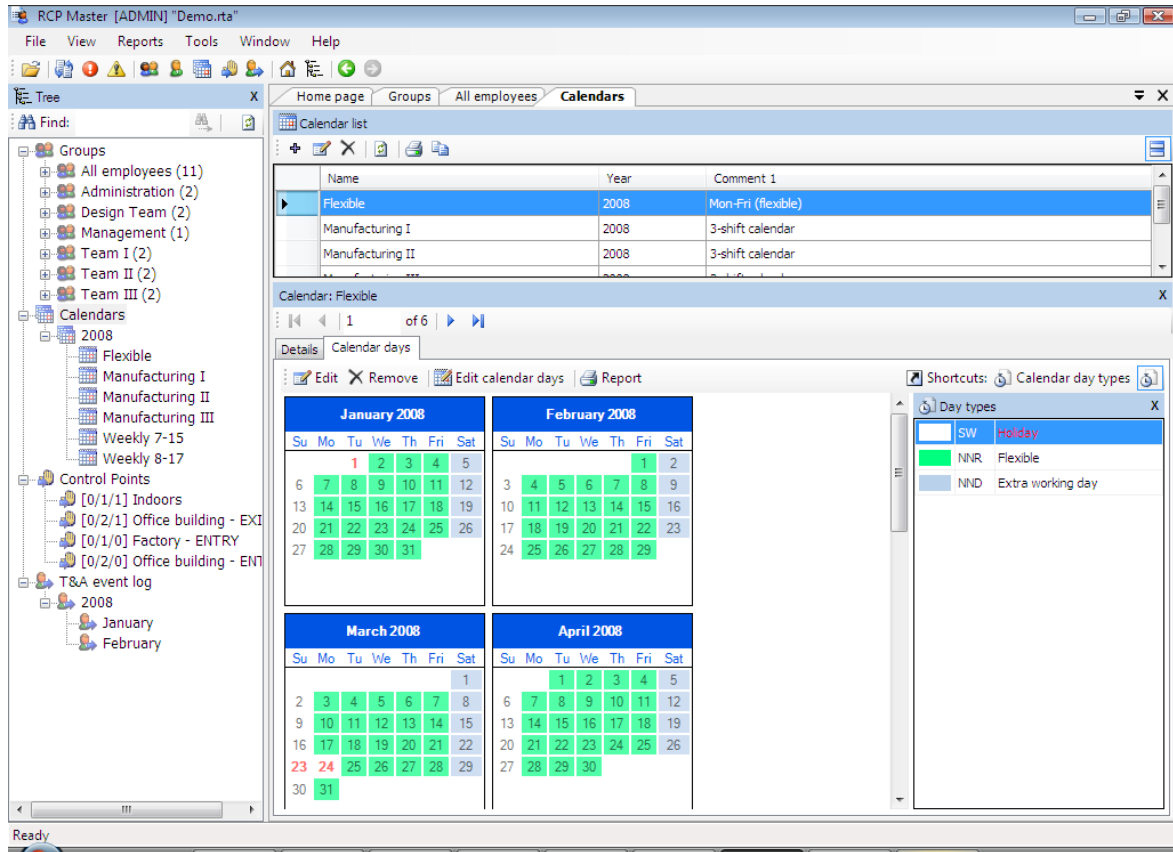 RCP Master [ADMIN] "Demo.rta"
File View Reports Tools Window Help
Tree X
Find:
Groups
All employees (11)
Administration (2)
Design Team (2)
Management (1)
Team I (2)
Team II (2)
Team III (2)
Calendars
2008
Flexible
Manufacturing I
Manufacturing II
Manufacturing III
Weekly 7-15
Weekly 8-17
Control Points
[0/1/1] Indoors
[0/2/1] Office building - EXI
[0/1/0] Factory - ENTRY
[0/2/0] Office building - ENT
T&A event log
2008
January
February
Home page Groups All employees Calendars X
Calendar list
Name Year Comment 1
Flexible 2008 Mon-Fri (flexible)
Manufacturing I 2008 3-shift calendar
Manufacturing II 2008 3-shift calendar
Calendar: Flexible X
1 of 6
Details Calendar days
Edit Remove Edit calendar days Report Shortcuts: Calendar day types
January 2008
Su Mo Tu We Th Fri Sat
1 2 3 4 5
6 7 8 9 10 11 12
13 14 15 16 17 18 19
20 21 22 23 24 25 26
27 28 29 30 31
February 2008
Su Mo Tu We Th Fri Sat
1 2
3 4 5 6 7 8 9
10 11 12 13 14 15 16
17 18 19 20 21 22 23
24 25 26 27 28 29
March 2008
Su Mo Tu We Th Fri Sat
1
2 3 4 5 6 7 8
9 10 11 12 13 14 15
16 17 18 19 20 21 22
23 24 25 26 27 28 29
30 31
April 2008
Su Mo Tu We Th Fri Sat
1 2 3 4 5
6 7 8 9 10 11 12
13 14 15 16 17 18 19
20 21 22 23 24 25 26
27 28 29 30
Day types X
SW Holiday
NNR Flexible
NND Extra working day
Ready